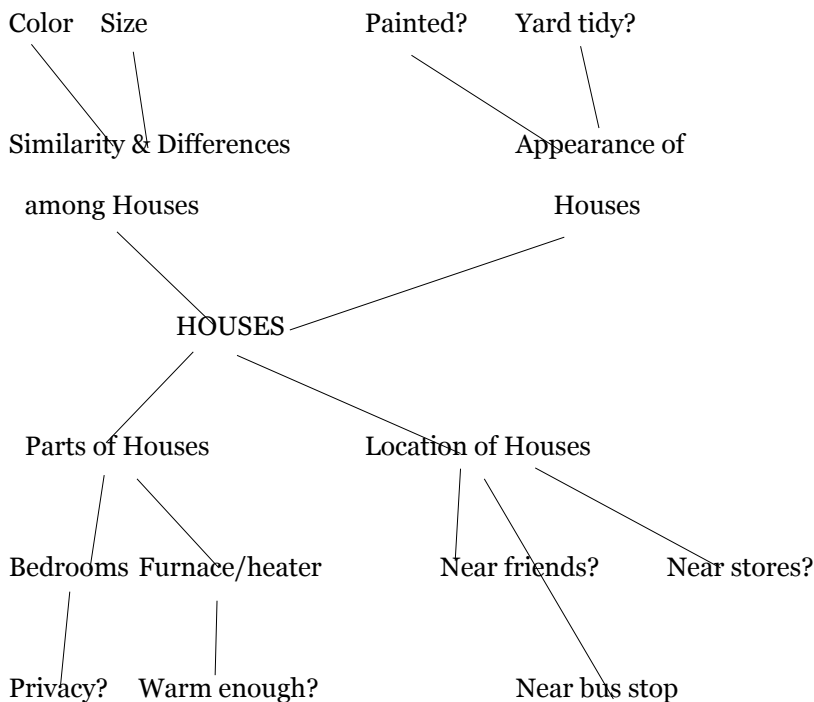 Color Size Painted? Yard tidy?
Similarity & Differences Appearance of
among Houses Houses
HOUSES
Parts of Houses Location of Houses
Bedrooms Furnace/heater Near friends? Near stores?
Privacy? Warm enough? Near bus stop